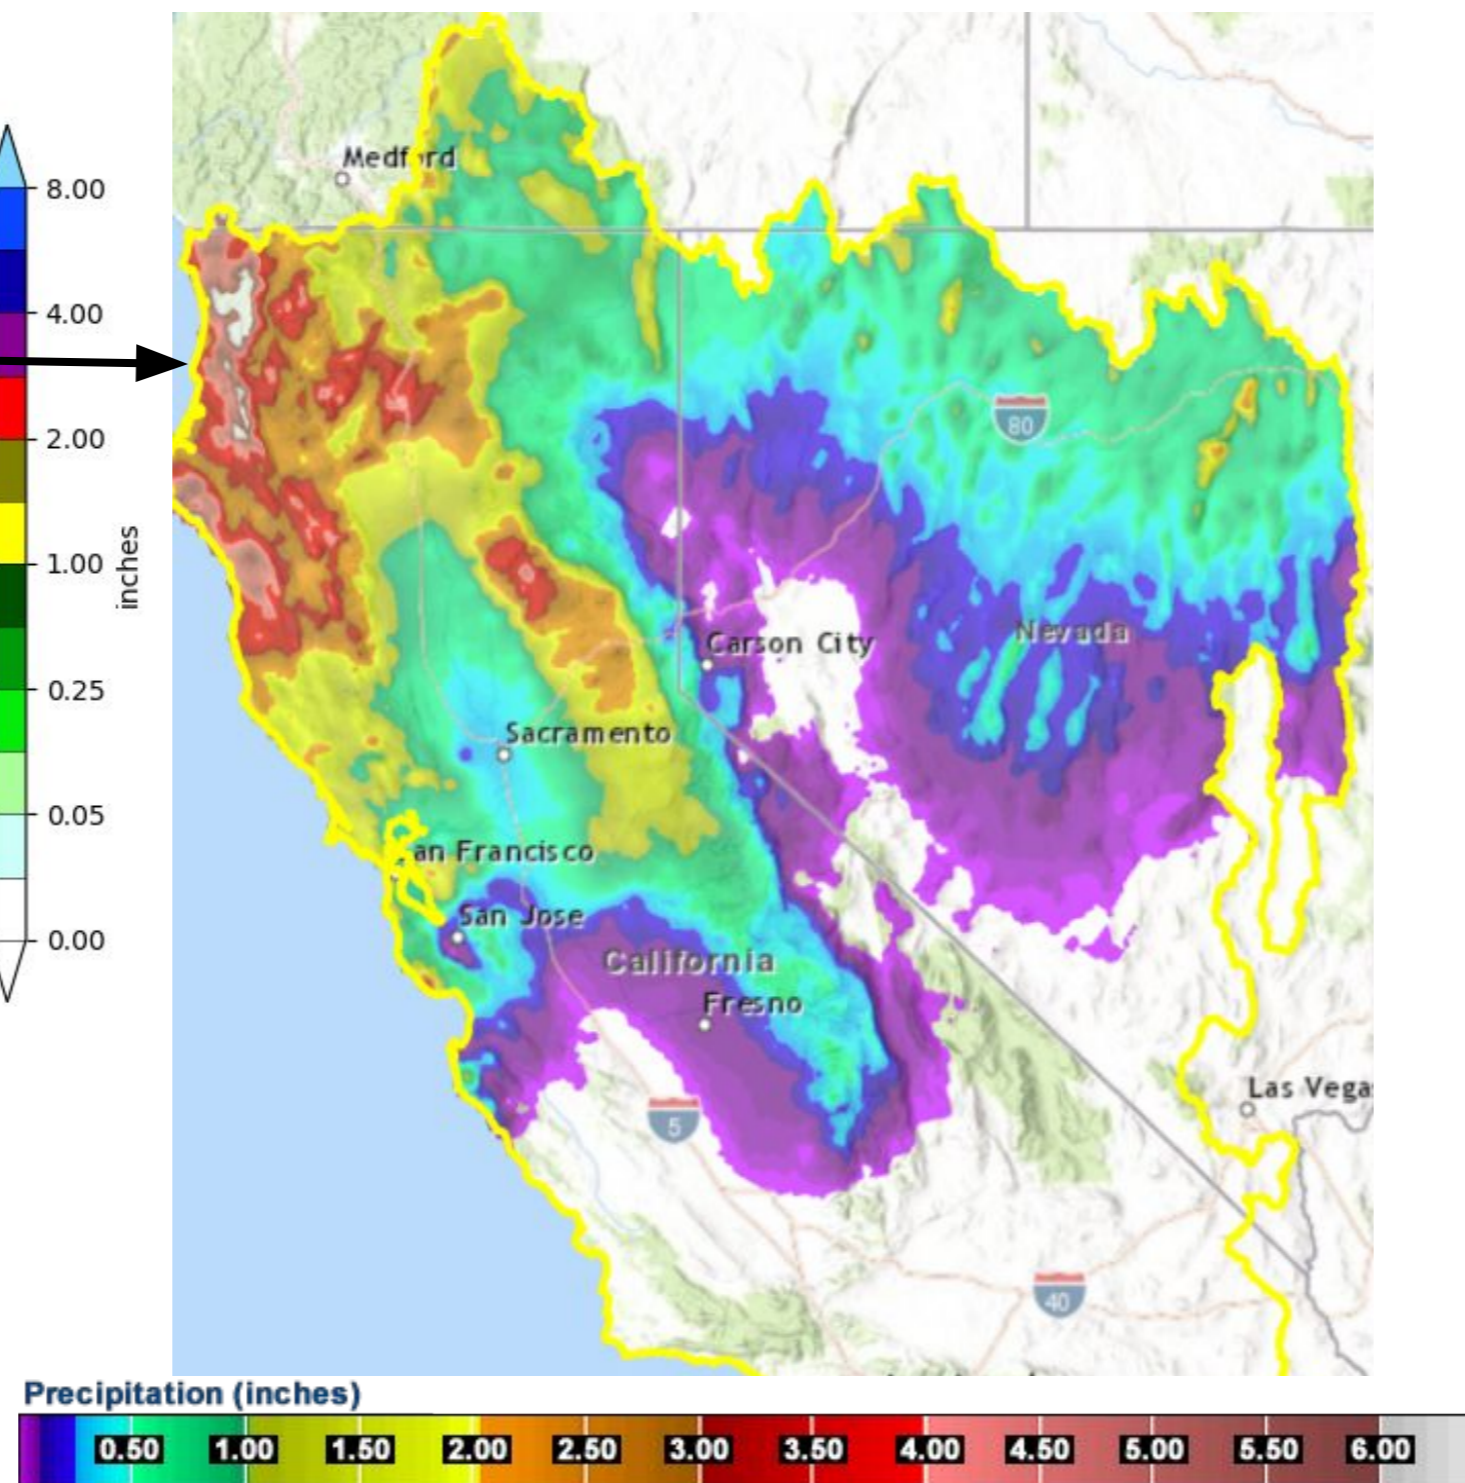 8.00
4.00
2.00
1.00
0.25
0.05
0.00
inches
Medf rd
80
Carson City
Nevada
Sacramento
an Francisco
San Jose
California
Fresno
Las Vega
5
40
Precipitation (inches)
0.50 1.00 1.50 2.00 2.50 3.00 3.50 4.00 4.50 5.00 5.50 6.00